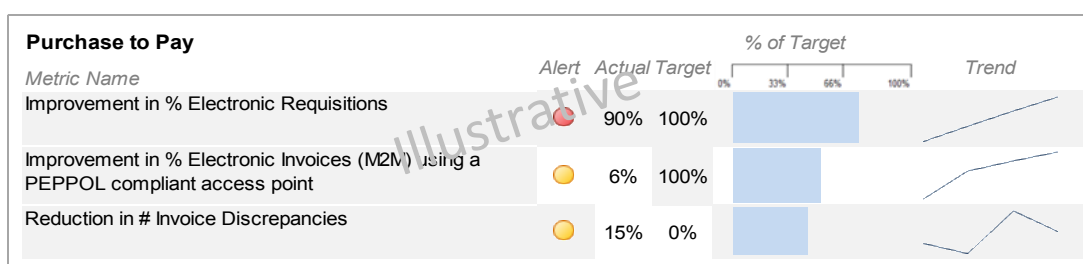 Purchase to Pay
% of Target
Metric Name Alert Actual Target Trend
0% 33% 66% 100%
Improvement in % Electronic Requisitions 90% 100%
Improvement in % Electronic Invoices (M2M) using a
PEPPOL compliant access point 6% 100%
Reduction in # Invoice Discrepancies 15% 0%
Illustrative